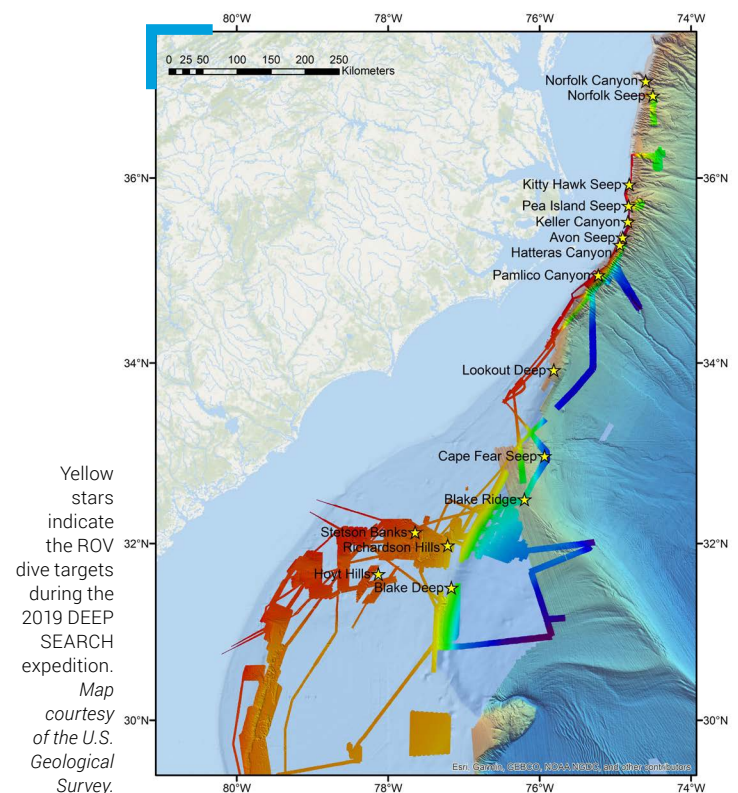 80°W 78°W 76°W 74°W
0 25 50 100 150 200 250
Kilometers
Norfolk Canyon
Norfolk Seep
36°N 36°N
Kitty Hawk Seep
Pea Island Seep
Keller Canyon
Avon Seep
Hatteras Canyon
Pamlico Canyon
34°N 34°N
Lookout Deep
Cape Fear Seep
Blake Ridge
Stetson Banks
32°N 32°N
Richardson Hills
Hoyt Hills
Blake Deep
30°N 30°N
Esri, Garmin, GEBCO, NOAA NGDC, and other contributors
80°W 78°W 76°W 74°W
Yellow
stars
indicate
the ROV
dive targets
during the
2019 DEEP
SEARCH
expedition.
Map
courtesy
of the U.S.
Geological
Survey.